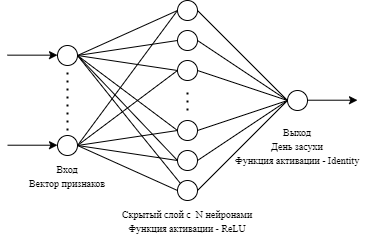 Вход
Вектор признаков
Скрытый слой с N нейронами
Функция активации - ReLU
Выход
День засухи
Функция активации - Identity